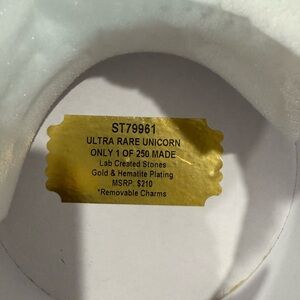 ST79961
ULTRA RARE UNICORN
ONLY 1 OF 250 MADE
Lab Created Stones
Gold & Hematite Plating
MSRP: $210
*Removable Charms